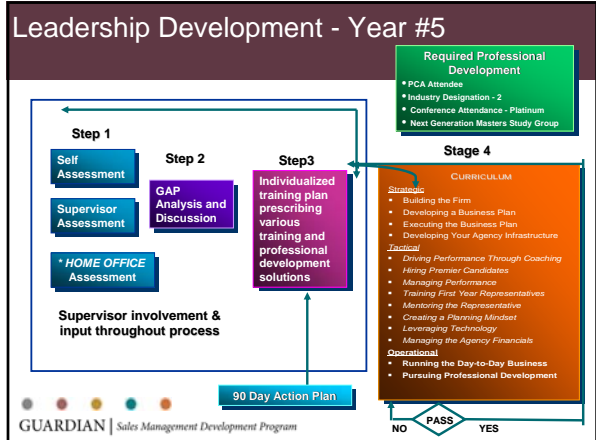 Leadership Development - Year #5
Required Professional
Development
• PCA Attendee
• Industry Designation - 2
• Conference Attendance - Platinum
• Next Generation Masters Study Group
Step 1
Self
Assessment
Supervisor
Assessment
* HOME OFFICE
Assessment
Step 2
GAP
Analysis and
Discussion
Step3
Individualized
training plan
prescribing
various
training and
professional
development
solutions
Supervisor involvement &
input throughout process
90 Day Action Plan
Stage 4
CURRICULUM
Strategic
▪ Building the Firm
▪ Developing a Business Plan
▪ Executing the Business Plan
▪ Developing Your Agency Infrastructure
Tactical
▪ Driving Performance Through Coaching
▪ Hiring Premier Candidates
▪ Managing Performance
▪ Training First Year Representatives
▪ Mentoring the Representative
▪ Creating a Planning Mindset
▪ Leveraging Technology
▪ Managing the Agency Financials
Operational
▪ Running the Day-to-Day Business
▪ Pursuing Professional Development
NO
PASS
YES
GUARDIAN | Sales Management Development Program